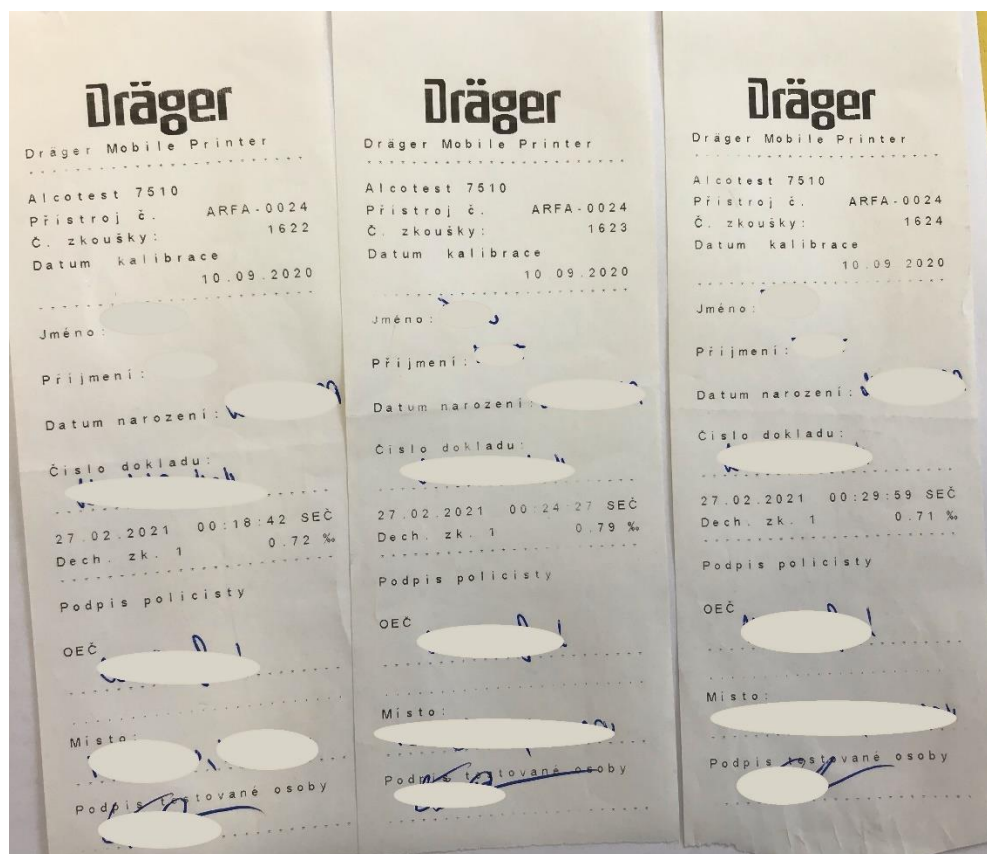 Dräger
Dräger Mobile Printer
Alcotest 7510
Přístroj č. ARFA-0024
Č. zkoušky: 1622
Datum kalibrace
10.09.2020
Jméno:
Příjmení:
Datum narození:
Číslo dokladu:
27.02.2021 00:18:42 SEČ
Dech. zk. 1 0.72 ‰
Podpis policisty
OEČ
Místo:
Podpis testované osoby
Dräger
Dräger Mobile Printer
Alcotest 7510
Přístroj č. ARFA-0024
Č. zkoušky: 1623
Datum kalibrace
10.09.2020
Jméno:
Příjmení:
Datum narození:
Číslo dokladu:
27.02.2021 00:24:27 SEČ
Dech. zk. 1 0.79 ‰
Podpis policisty
OEČ
Místo:
Podpis testované osoby
Dräger
Dräger Mobile Printer
Alcotest 7510
Přístroj č. ARFA-0024
Č. zkoušky: 1624
Datum kalibrace
10.09.2020
Jméno:
Příjmení:
Datum narození:
Číslo dokladu:
27.02.2021 00:29:59 SEČ
Dech. zk. 1 0.71 ‰
Podpis policisty
OEČ
Místo:
Podpis testované osoby